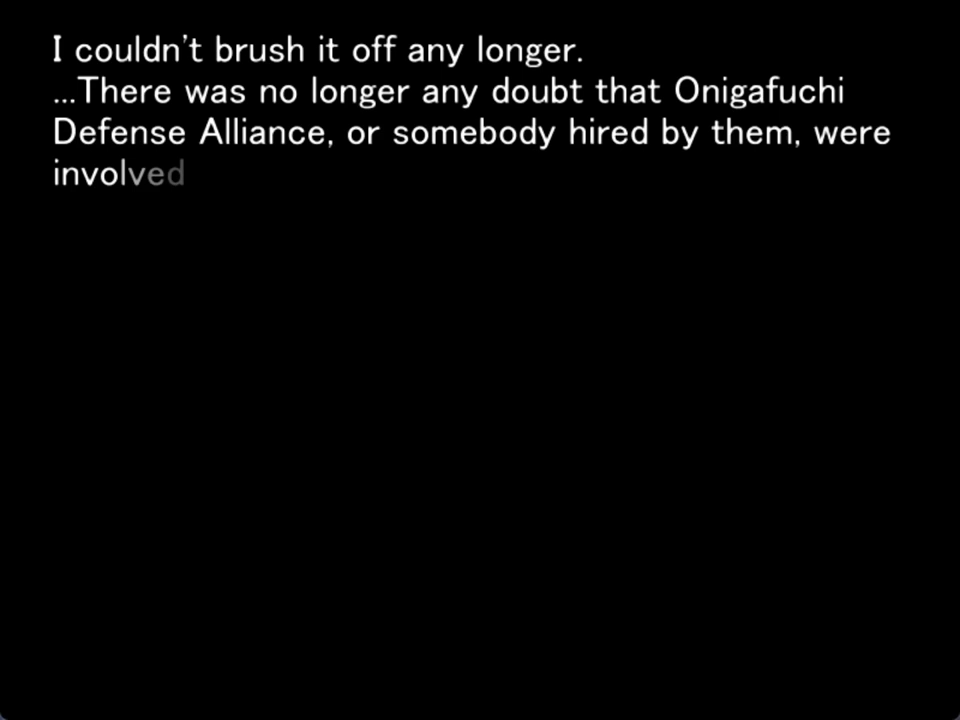 I couldn't brush it off any longer.
...There was no longer any doubt that Onigafuchi
Defense Alliance, or somebody hired by them, were
involved